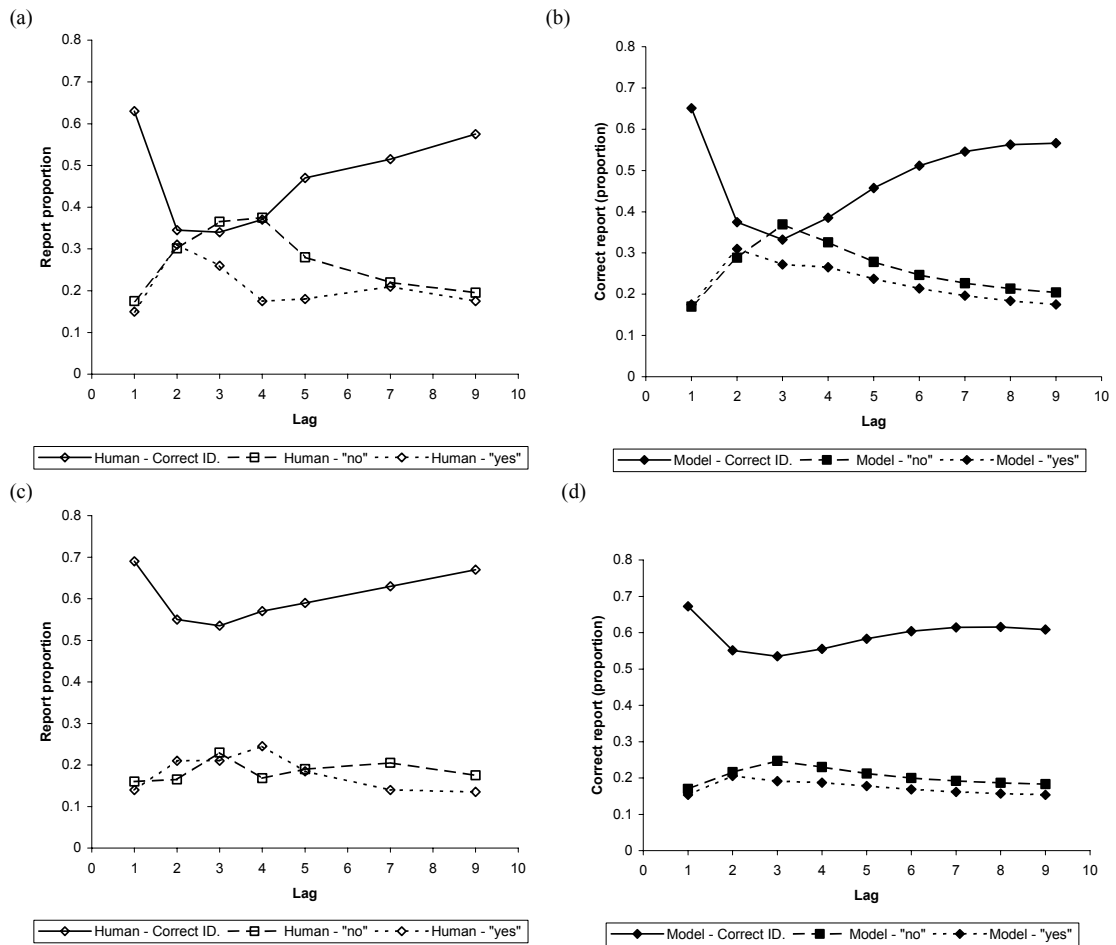 (a)
0.8
0.7
0.6
0.5
0.4
0.3
0.2
0.1
0
Report proportion
0 1 2 3 4 5 6 7 8 9 10
Lag
Human - Correct ID. Human - "no" Human - "yes"
(b)
0.8
0.7
0.6
0.5
0.4
0.3
0.2
0.1
0
Correct report (proportion)
0 1 2 3 4 5 6 7 8 9 10
Lag
Model - Correct ID. Model - "no" Model - "yes"
(c)
0.8
0.7
0.6
0.5
0.4
0.3
0.2
0.1
0
Report proportion
0 1 2 3 4 5 6 7 8 9 10
Lag
Human - Correct ID. Human - "no" Human - "yes"
(d)
0.8
0.7
0.6
0.5
0.4
0.3
0.2
0.1
0
Correct report (proportion)
0 1 2 3 4 5 6 7 8 9 10
Lag
Model - Correct ID. Model - "no" Model - "yes"